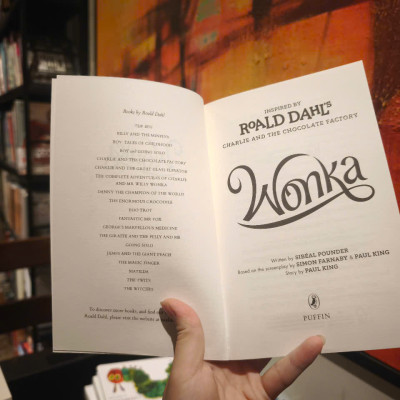 Books by Roald Dahl
THE BFG
BILLY AND THE MINPINS
BOY: TALES OF CHILDHOOD
BOY and GOING SOLO
CHARLIE AND THE CHOCOLATE FACTORY
CHARLIE AND THE GREAT GLASS ELEVATOR
THE COMPLETE ADVENTURES OF CHARLIE
AND MR WILLY WONKA
DANNY THE CHAMPION OF THE WORLD
ESIO TROT
FANTASTIC MR FOX
GEORGE'S MARVELLOUS MEDICINE
THE GIRAFFE AND THE PELLY AND ME
GOING SOLO
JAMES AND THE GIANT PEACH
THE MAGIC FINGER
MATILDA
THE TWITS
THE WITCHES
To discover more books, and find out
Roald Dahl, please visit the website at
INSPIRED BY
ROALD DAHL'S
CHARLIE AND THE CHOCOLATE FACTORY
Wonka
Written by SIBÉAL POUNDER
Based on the screenplay by SIMON FARNABY & PAUL KING
Story by PAUL KING
PUFFIN